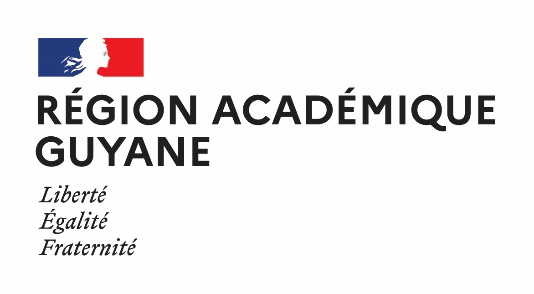 RÉGION ACADÉMIQUE
GUYANE
Liberté
Égalité
Fraternité